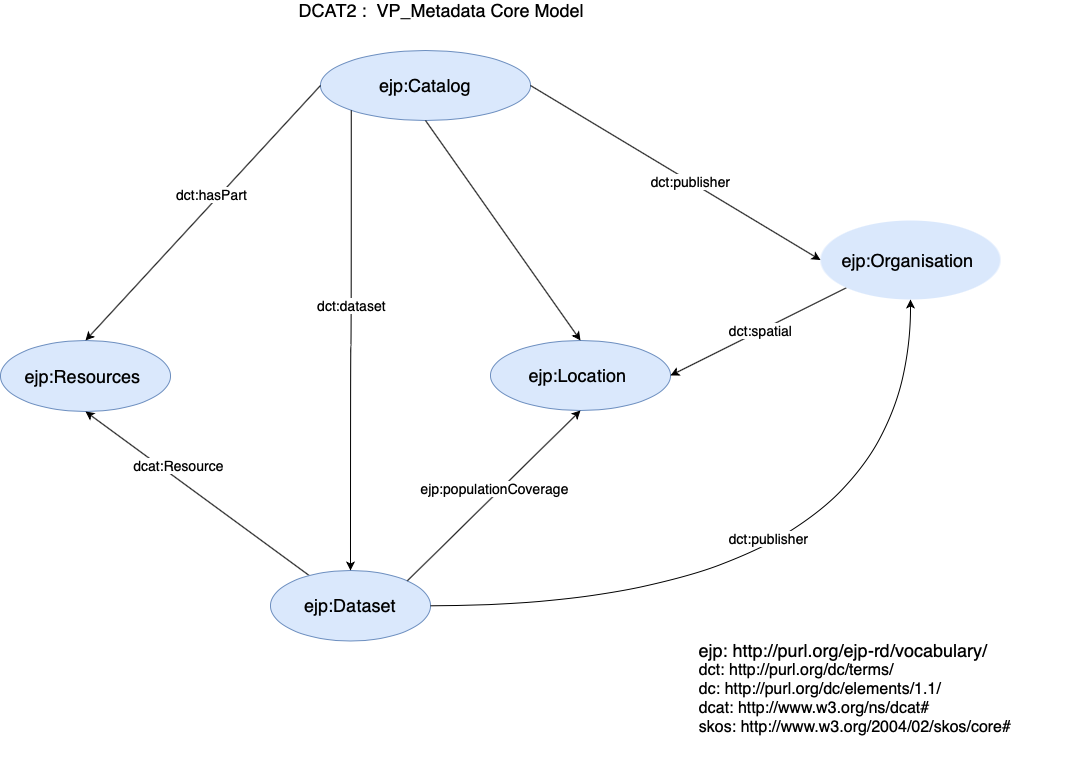 DCAT2 : VP_Metadata Core Model
ejp:Catalog
dct:publisher
dct:hasPart
ejp:Organisation
dct:dataset
dct:spatial
ejp:Resources
ejp:Location
dcat:Resource
ejp:populationCoverage
dct:publisher
ejp:Dataset
ejp: http://purl.org/ejp-rd/vocabulary/
dct: http://purl.org/dc/terms/
dc: http://purl.org/dc/elements/1.1/
dcat: http://www.w3.org/ns/dcat#
skos: http://www.w3.org/2004/02/skos/core#